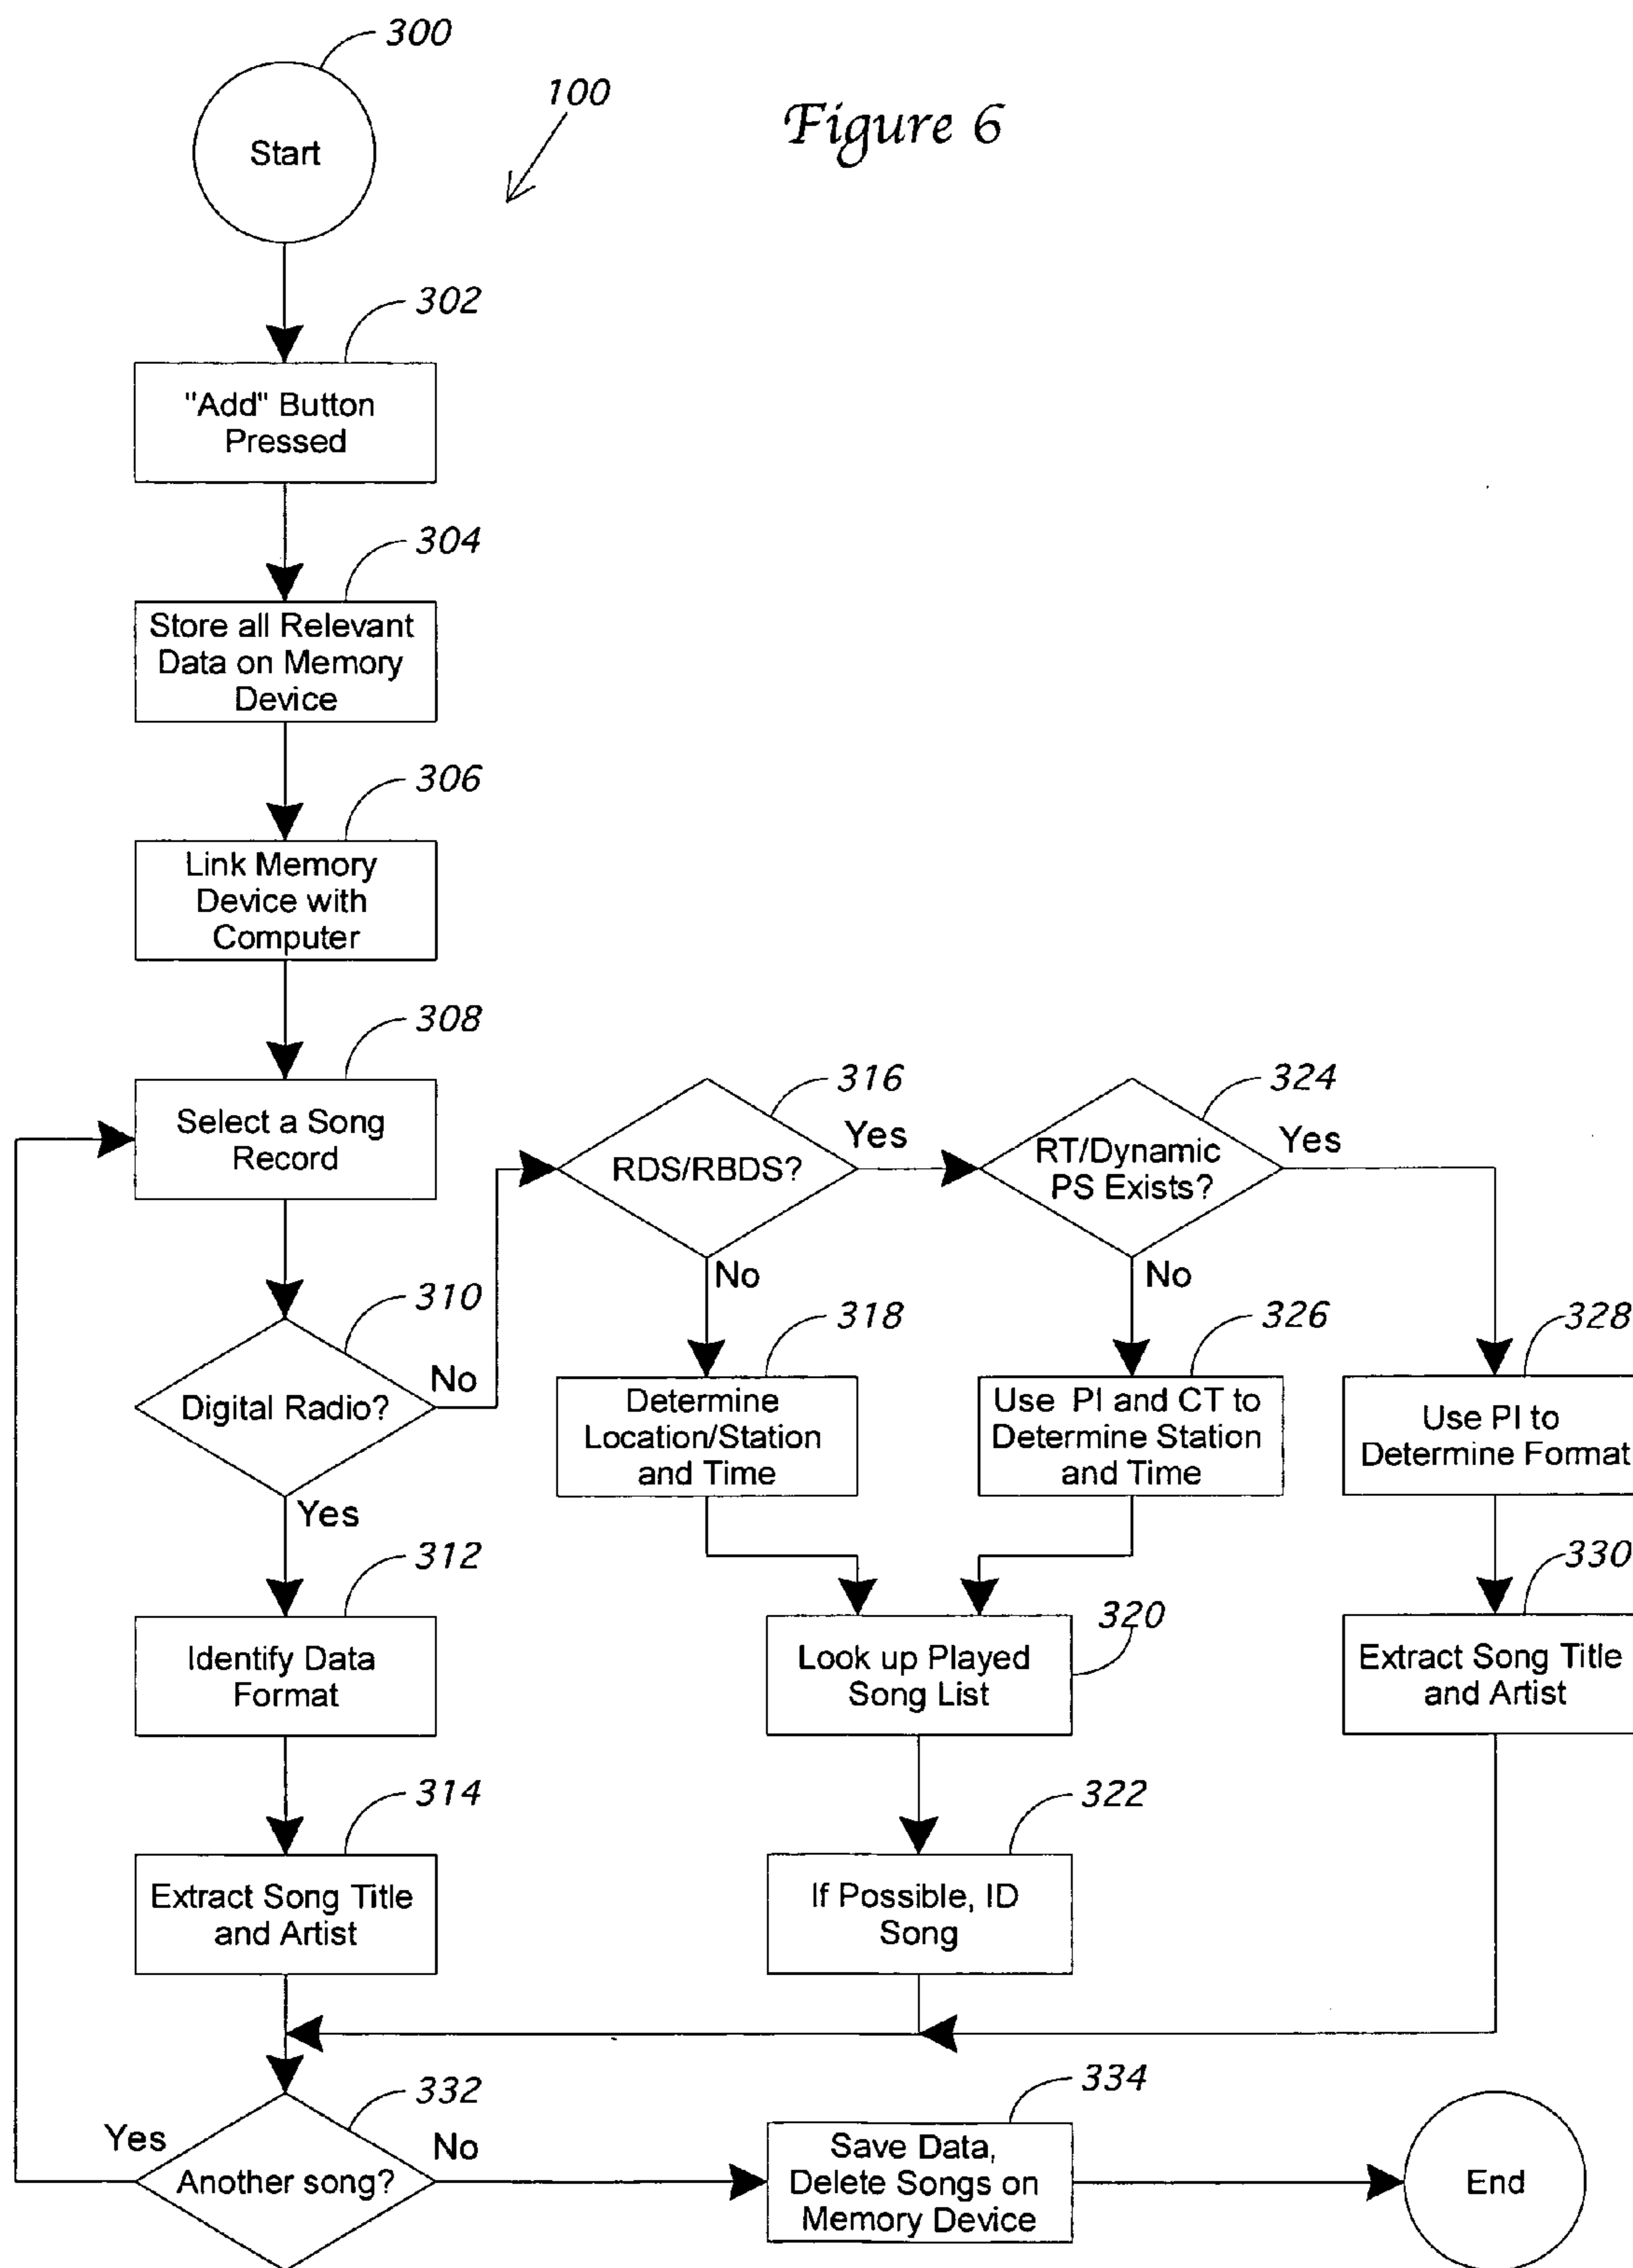 300
100
Figure 6
Start
302
"Add" Button
Pressed
304
Store all Relevant
Data on Memory
Device
306
Link Memory
Device with
Computer
308
Select a Song
Record
316
RDS/RBDS?
Yes
No
324
RT/Dynamic
PS Exists?
Yes
No
310
Digital Radio?
No
Yes
318
Determine
Location/Station
and Time
326
Use PI and CT to
Determine Station
and Time
328
Use PI to
Determine Format
312
Identify Data
Format
320
Look up Played
Song List
330
Extract Song Title
and Artist
314
Extract Song Title
and Artist
322
If Possible, ID
Song
332
Another song?
Yes
No
334
Save Data,
Delete Songs on
Memory Device
End